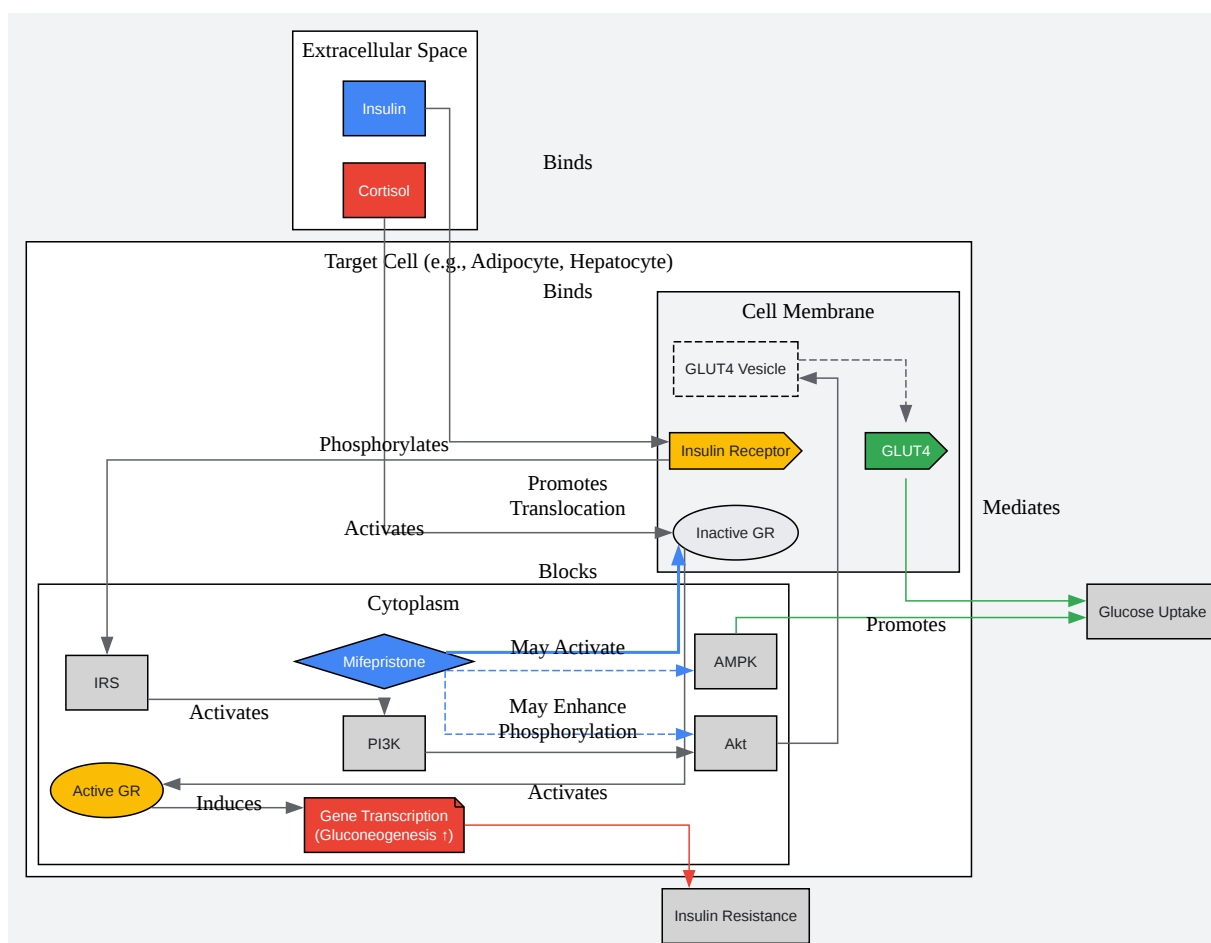 Extracellular Space
Insulin
Binds
Cortisol
Target Cell (e.g., Adipocyte, Hepatocyte)
Binds
Cell Membrane
GLUT4 Vesicle
Phosphorylates
Insulin Receptor
GLUT4
Promotes
Translocation
Mediates
Activates
Inactive GR
Blocks
Cytoplasm
Glucose Uptake
Promotes
May Activate
Mifepristone
AMPK
IRS
Activates
May Enhance
Phosphorylation
PI3K
Akt
Active GR
Induces
Activates
Gene Transcription
(Gluconeogenesis ↑)
Insulin Resistance